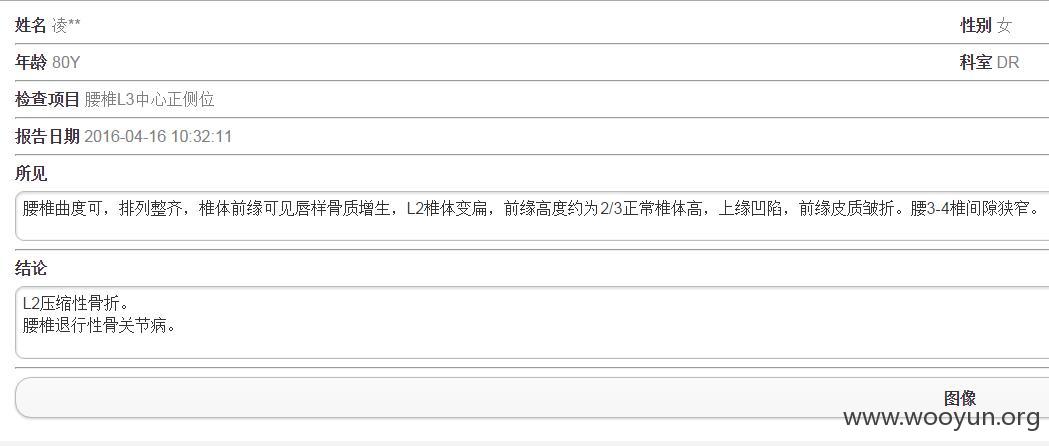 姓名 凌** 性别 女
年龄 80Y 科室 DR
检查项目 腰椎L3中心正侧位
报告日期 2016-04-16 10:32:11
所见
腰椎曲度可，排列整齐，椎体前缘可见唇样骨质增生，L2椎体变扁，前缘高度约为2/3正常椎体高，上缘凹陷，前缘皮质皱折。腰3-4椎间隙狭窄。
结论
L2压缩性骨折。
腰椎退行性骨关节病。
图像
www.wooyun.org